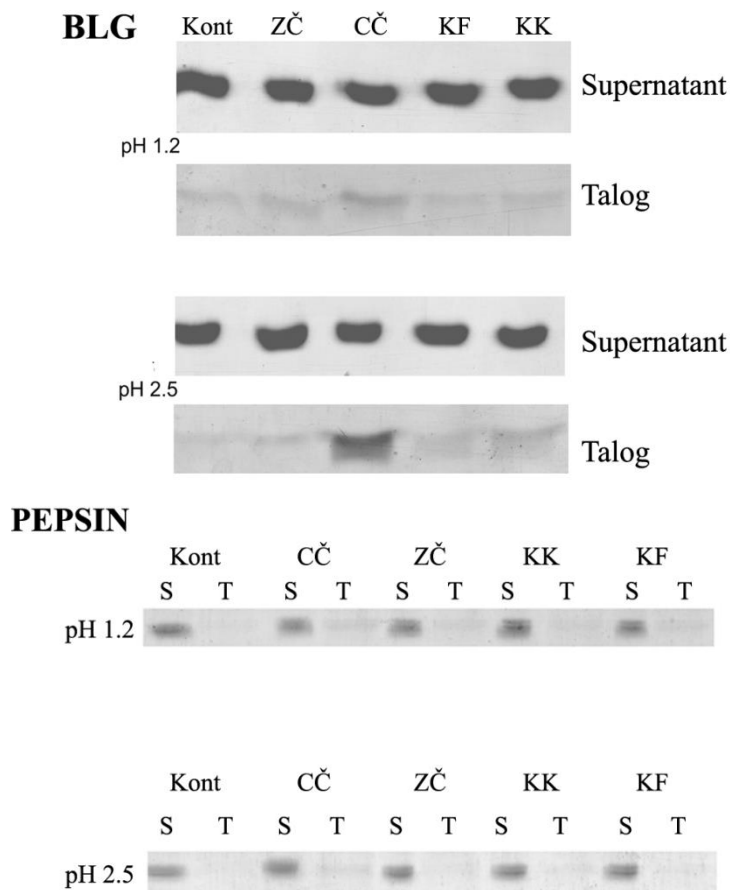 BLG Kont ZČ CČ KF KK
Supernatant
pH 1.2
Talog
Supernatant
pH 2.5
Talog
PEPSIN
Kont CČ ZČ KK KF
S T S T S T S T S T
pH 1.2
Kont CČ ZČ KK KF
S T S T S T S T S T
pH 2.5